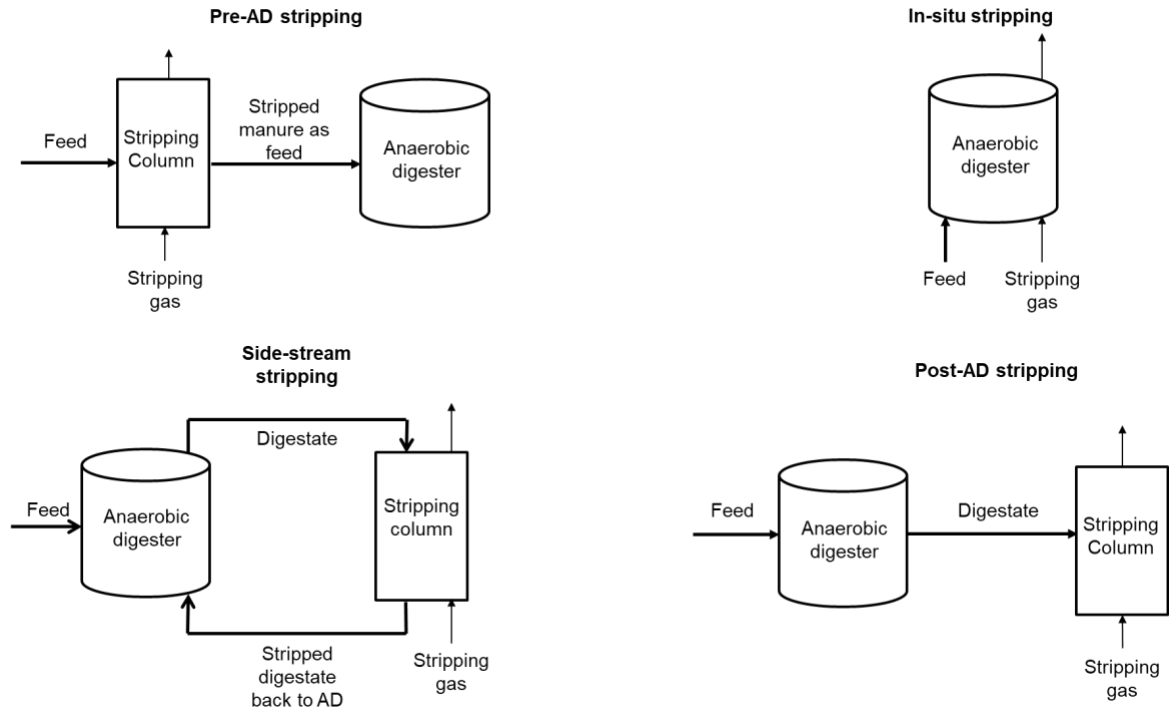 Pre-AD stripping
Feed
Stripping
Column
Stripped
manure as
feed
Anaerobic
digester
Stripping
gas
In-situ stripping
Anaerobic
digester
Feed
Stripping
gas
Side-stream
stripping
Feed
Anaerobic
digester
Digestate
Stripping
column
Stripped
digestate
back to AD
Stripping
gas
Post-AD stripping
Feed
Anaerobic
digester
Digestate
Stripping
Column
Stripping
gas